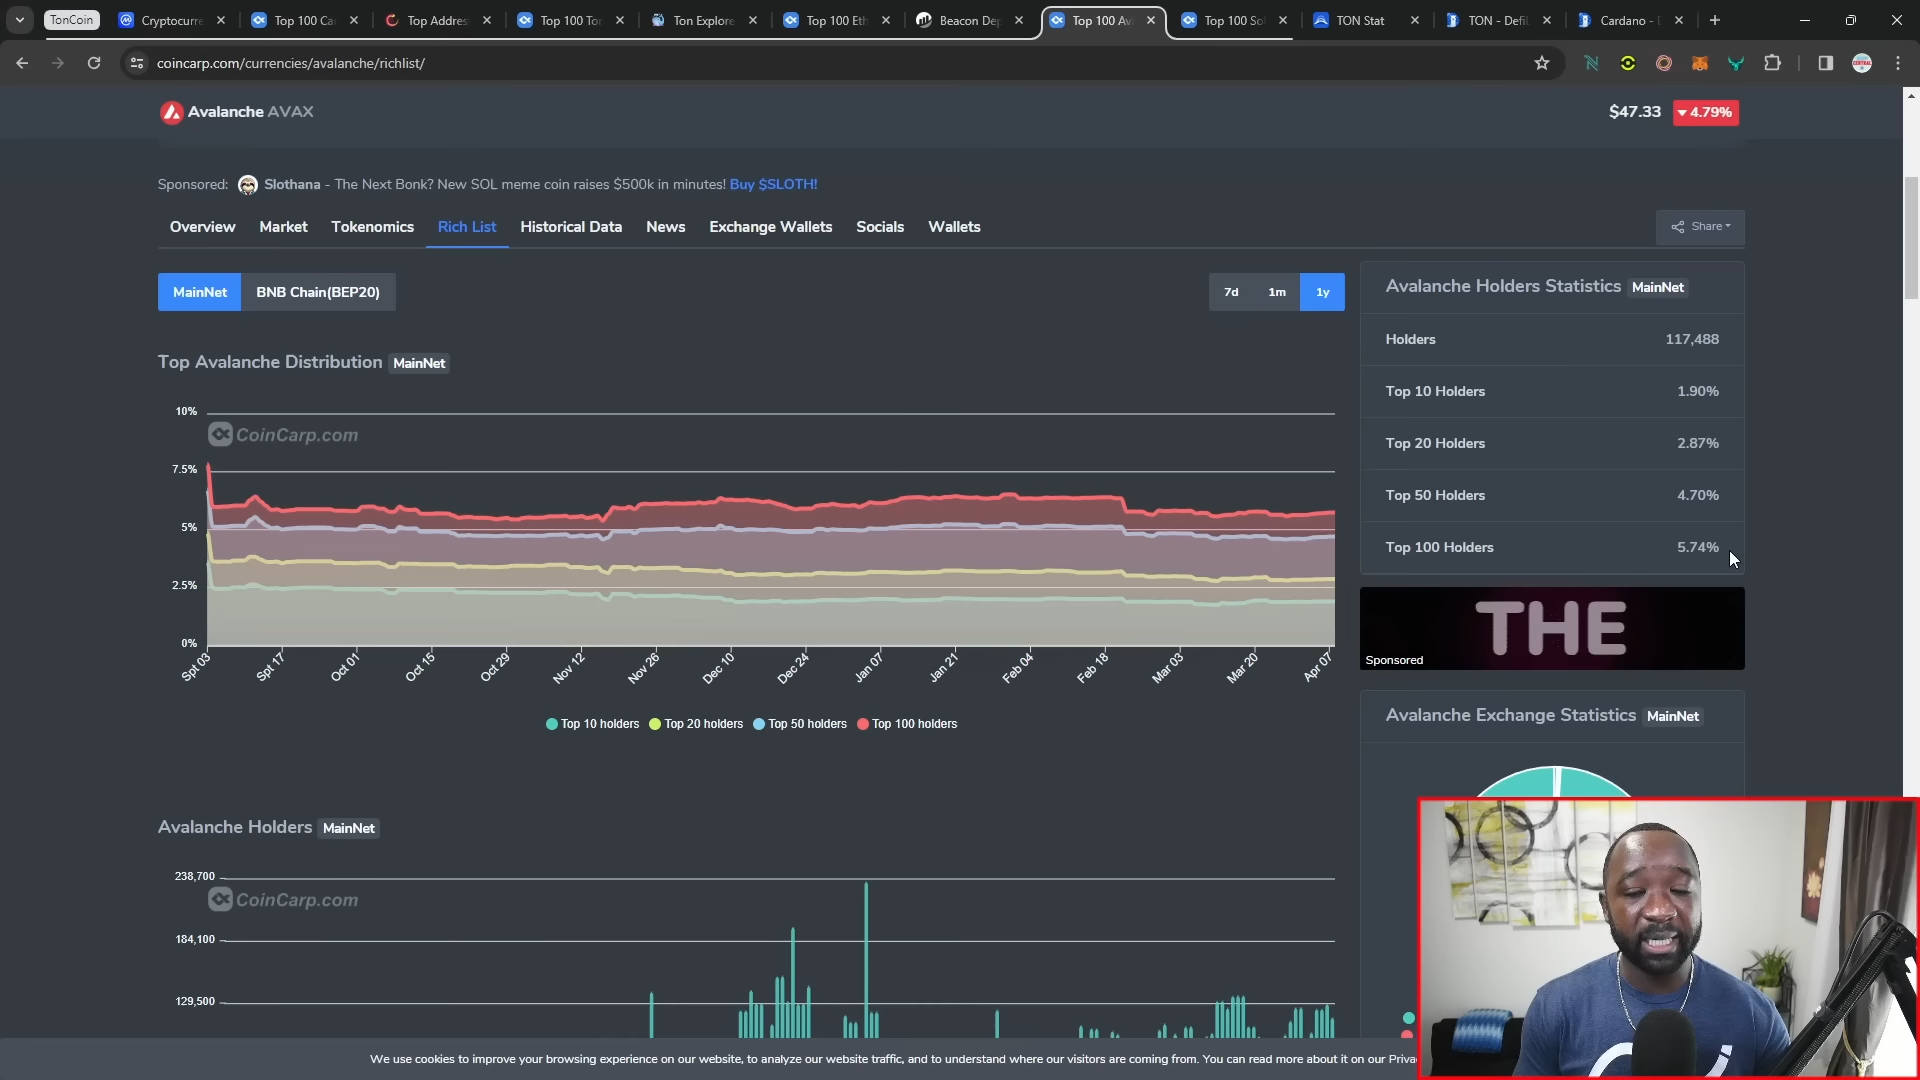 TonCoin
Cryptocurre
Top 100 Ca
Top Addres
Top 100 Ton
Ton Explore
Top 100 Eth
Beacon Dep
Top 100 Av
Top 100 Sol
TON Stat
TON - Defil
Cardano - D
coincarp.com/currencies/avalanche/richlist/
Avalanche AVAX
$47.33
4.79%
Sponsored: Slothana - The Next Bonk? New SOL meme coin raises $500k in minutes! Buy $SLOTH!
Overview Market Tokenomics Rich List Historical Data News Exchange Wallets Socials Wallets
Share
MainNet BNB Chain(BEP20)
7d 1m 1y
Top Avalanche Distribution MainNet
10%
CoinCarp.com
7.5%
5%
2.5%
0%
Spt 03 Spt 17 Oct 01 Oct 15 Oct 29 Nov 12 Nov 26 Dec 10 Dec 24 Jan 07 Jan 21 Feb 04 Feb 18 Mar 03 Mar 20 Apr 07
Top 10 holders Top 20 holders Top 50 holders Top 100 holders
Avalanche Holders Statistics MainNet
Holders 117,488
Top 10 Holders 1.90%
Top 20 Holders 2.87%
Top 50 Holders 4.70%
Top 100 Holders 5.74%
THE
Sponsored
Avalanche Exchange Statistics MainNet
Avalanche Holders MainNet
238,700
CoinCarp.com
184,100
129,500
We use cookies to improve your browsing experience on our website, to analyze our website traffic, and to understand where our visitors are coming from. You can read more about it on our Priva